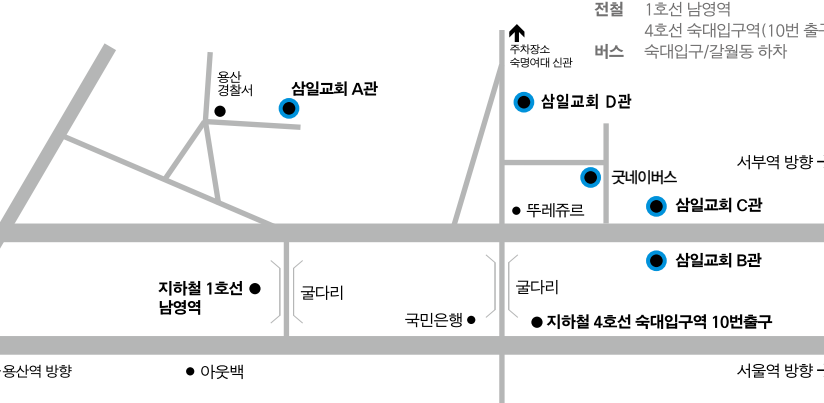 전철 1호선 남영역
4호선 숙대입구역(10번 출구
버스 숙대입구/갈월동 하차
주차장소
숙명여대 신관
용산
경찰서
삼일교회 A관
삼일교회 D관
서부역 방향
굿네이버스
삼일교회 C관
뚜레쥬르
삼일교회 B관
지하철 1호선
남영역
굴다리
굴다리
국민은행
지하철 4호선 숙대입구역 10번출구
용산역 방향
아웃백
서울역 방향